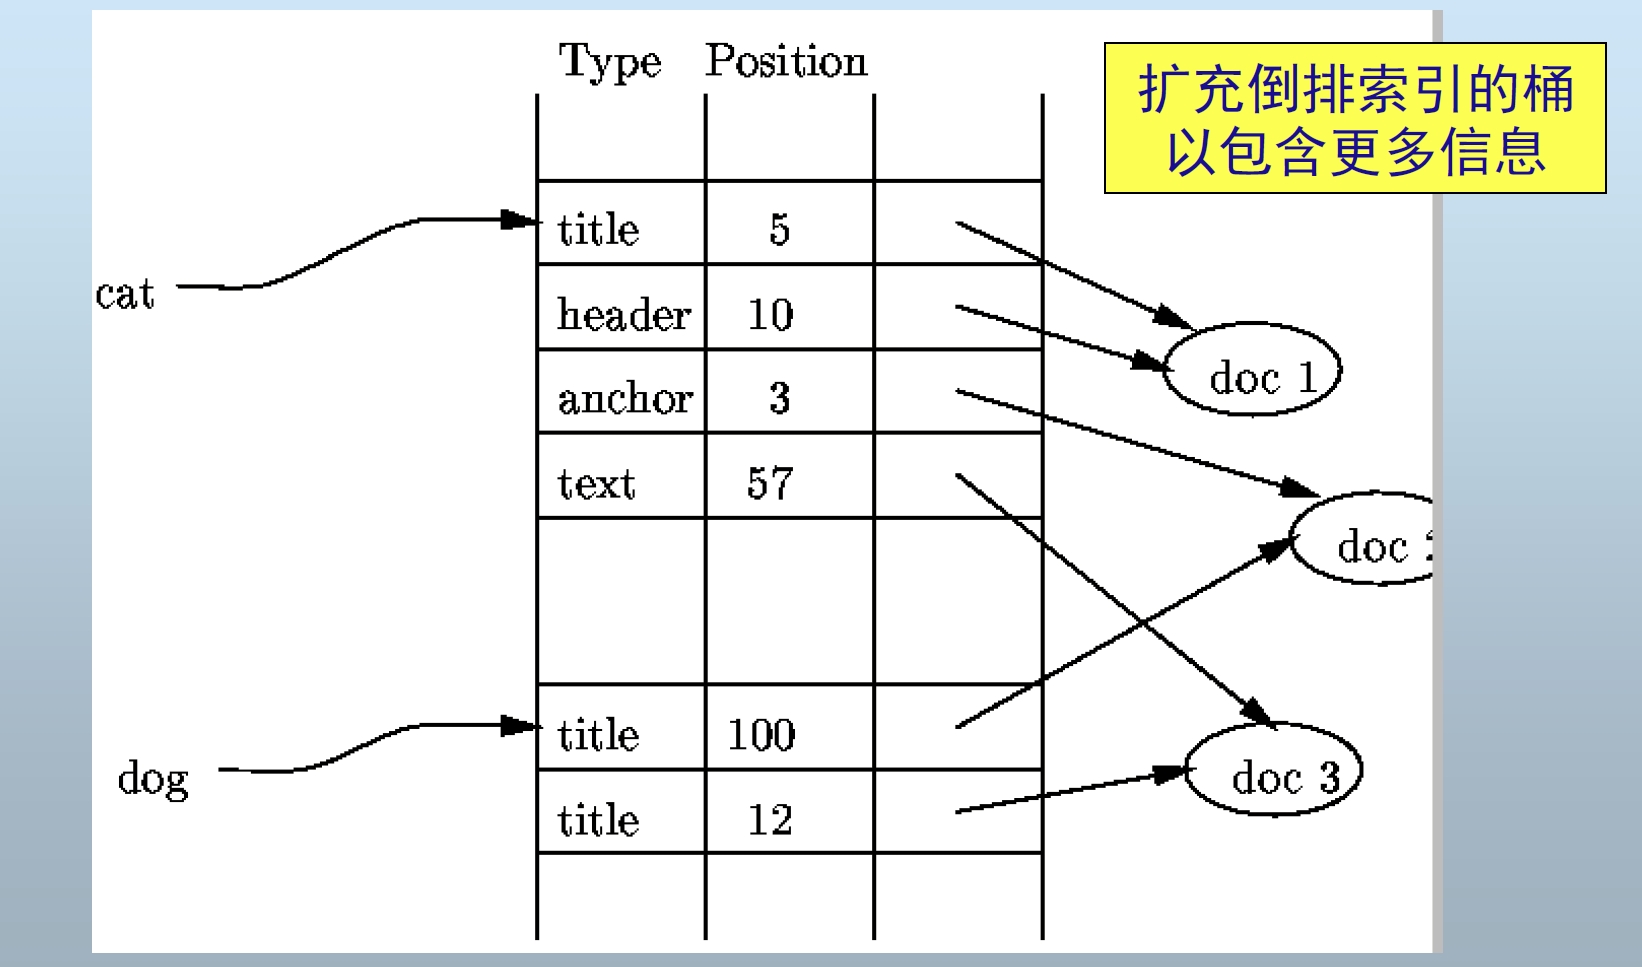 Type Position
扩充倒排索引的桶
以包含更多信息
title 5
cat
header 10
doc 1
anchor 3
text 57
doc
title 100
dog
doc 3
title 12